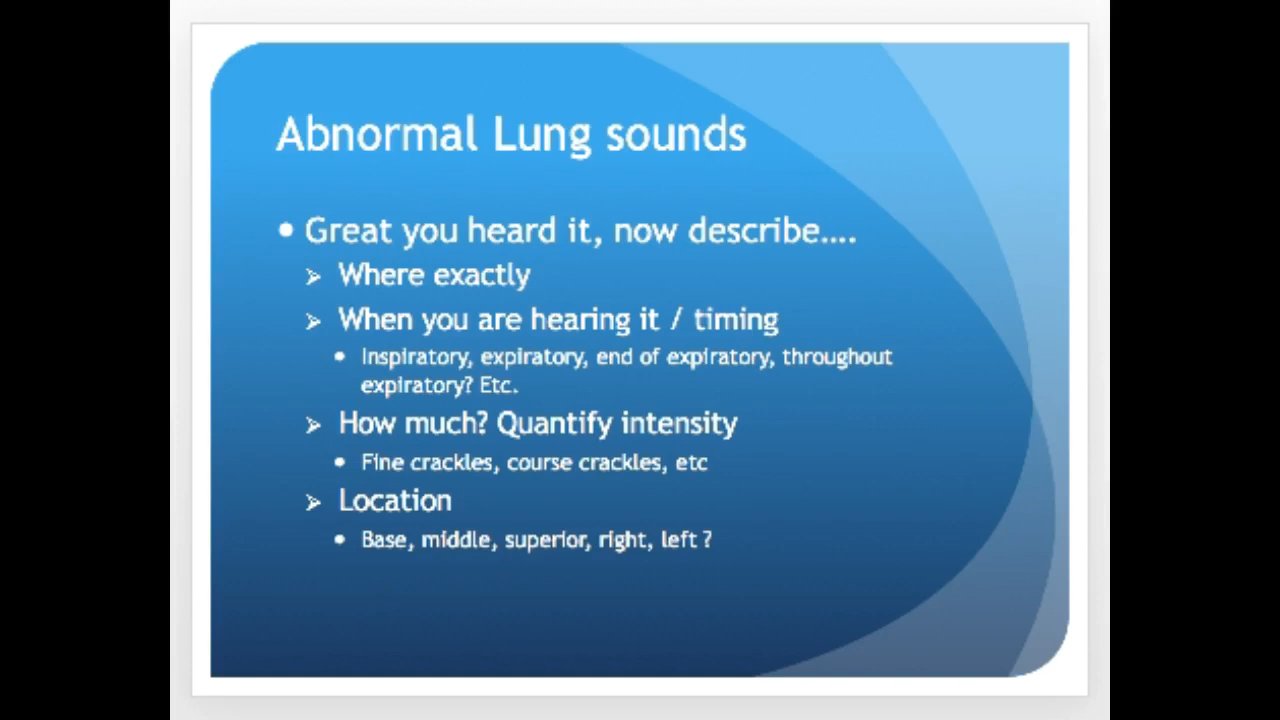 Abnormal Lung sounds
• Great you heard it, now describe....
➢ Where exactly
➢ When you are hearing it / timing
• Inspiratory, expiratory, end of expiratory, throughout
expiratory? Etc.
➢ How much? Quantify intensity
• Fine crackles, course crackles, etc
➢ Location
• Base, middle, superior, right, left ?